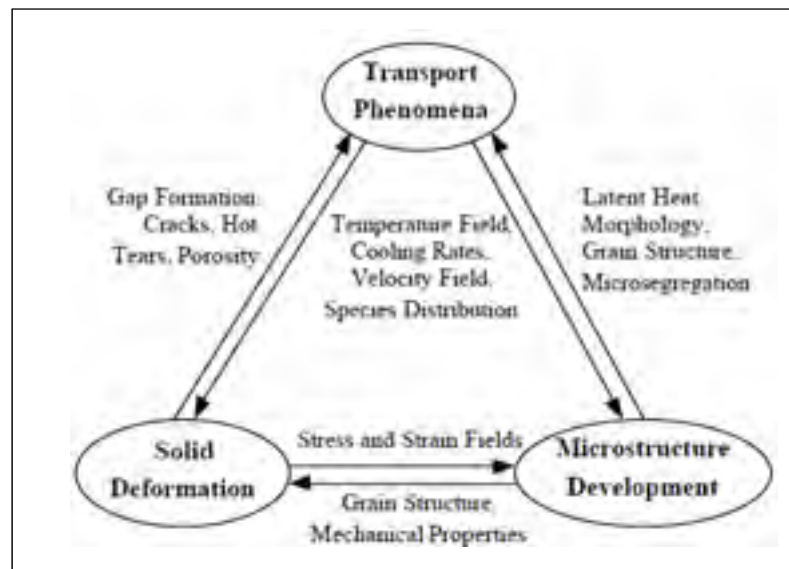 Transport
Phenomena
Gap Formation,
Cracks, Hot
Tears, Porosity
Temperature Field,
Cooling Rates,
Velocity Field,
Species Distribution
Latent Heat,
Morphology,
Grain Structure,
Microsegregation
Solid
Deformation
Stress and Strain Fields
Microstructure
Development
Grain Structure,
Mechanical Properties